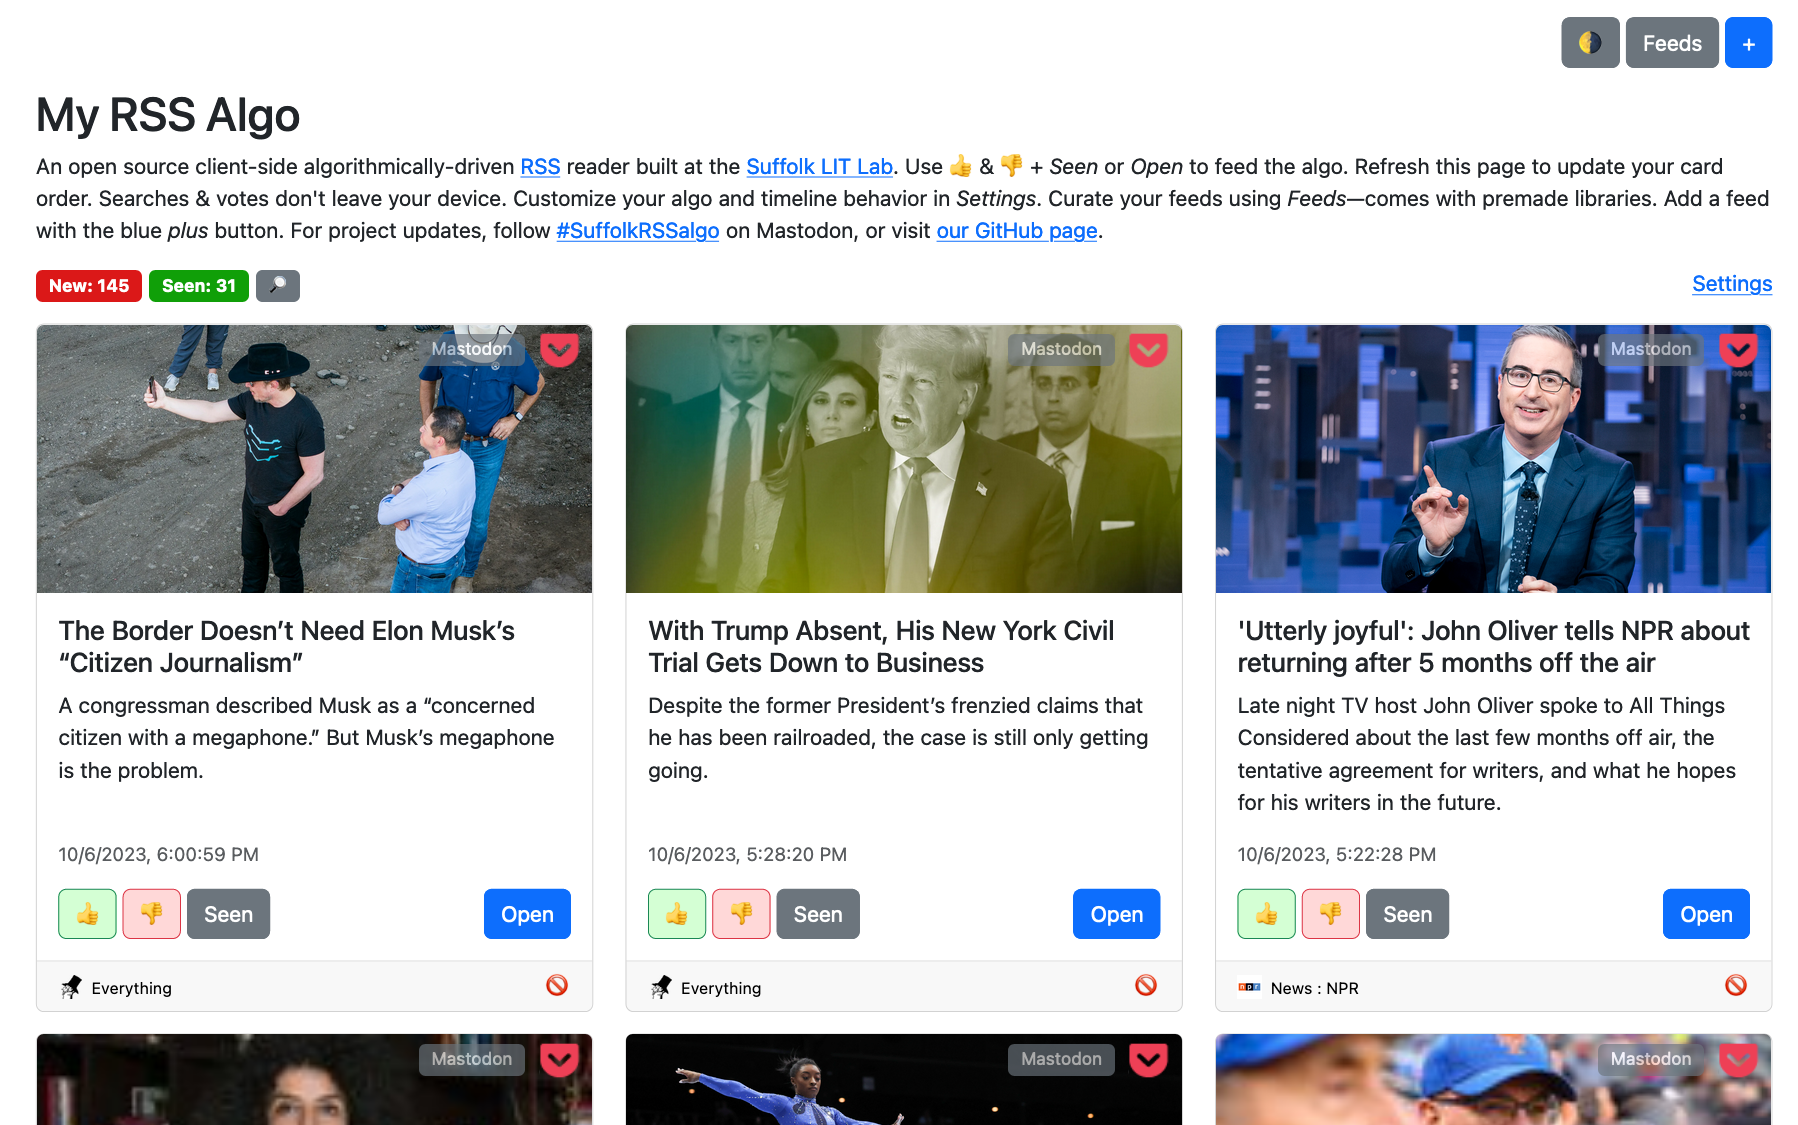 Feeds
+
My RSS Algo
An open source client-side algorithmically-driven RSS reader built at the Suffolk LIT Lab. Use 👍 & 👎 + Seen or Open to feed the algo. Refresh this page to update your card
order. Searches & votes don't leave your device. Customize your algo and timeline behavior in Settings. Curate your feeds using Feeds—comes with premade libraries. Add a feed
with the blue plus button. For project updates, follow #SuffolkRSSalgo on Mastodon, or visit our GitHub page.
New: 145 Seen: 31
Settings
Mastodon
The Border Doesn’t Need Elon Musk’s
“Citizen Journalism”
A congressman described Musk as a “concerned
citizen with a megaphone.” But Musk’s megaphone
is the problem.
10/6/2023, 6:00:59 PM
👍 👎 Seen Open
Everything
Mastodon
With Trump Absent, His New York Civil
Trial Gets Down to Business
Despite the former President’s frenzied claims that
he has been railroaded, the case is still only getting
going.
10/6/2023, 5:28:20 PM
👍 👎 Seen Open
Everything
Mastodon
'Utterly joyful': John Oliver tells NPR about
returning after 5 months off the air
Late night TV host John Oliver spoke to All Things
Considered about the last few months off air, the
tentative agreement for writers, and what he hopes
for his writers in the future.
10/6/2023, 5:22:28 PM
👍 👎 Seen Open
npr News : NPR
Mastodon
Mastodon
Mastodon